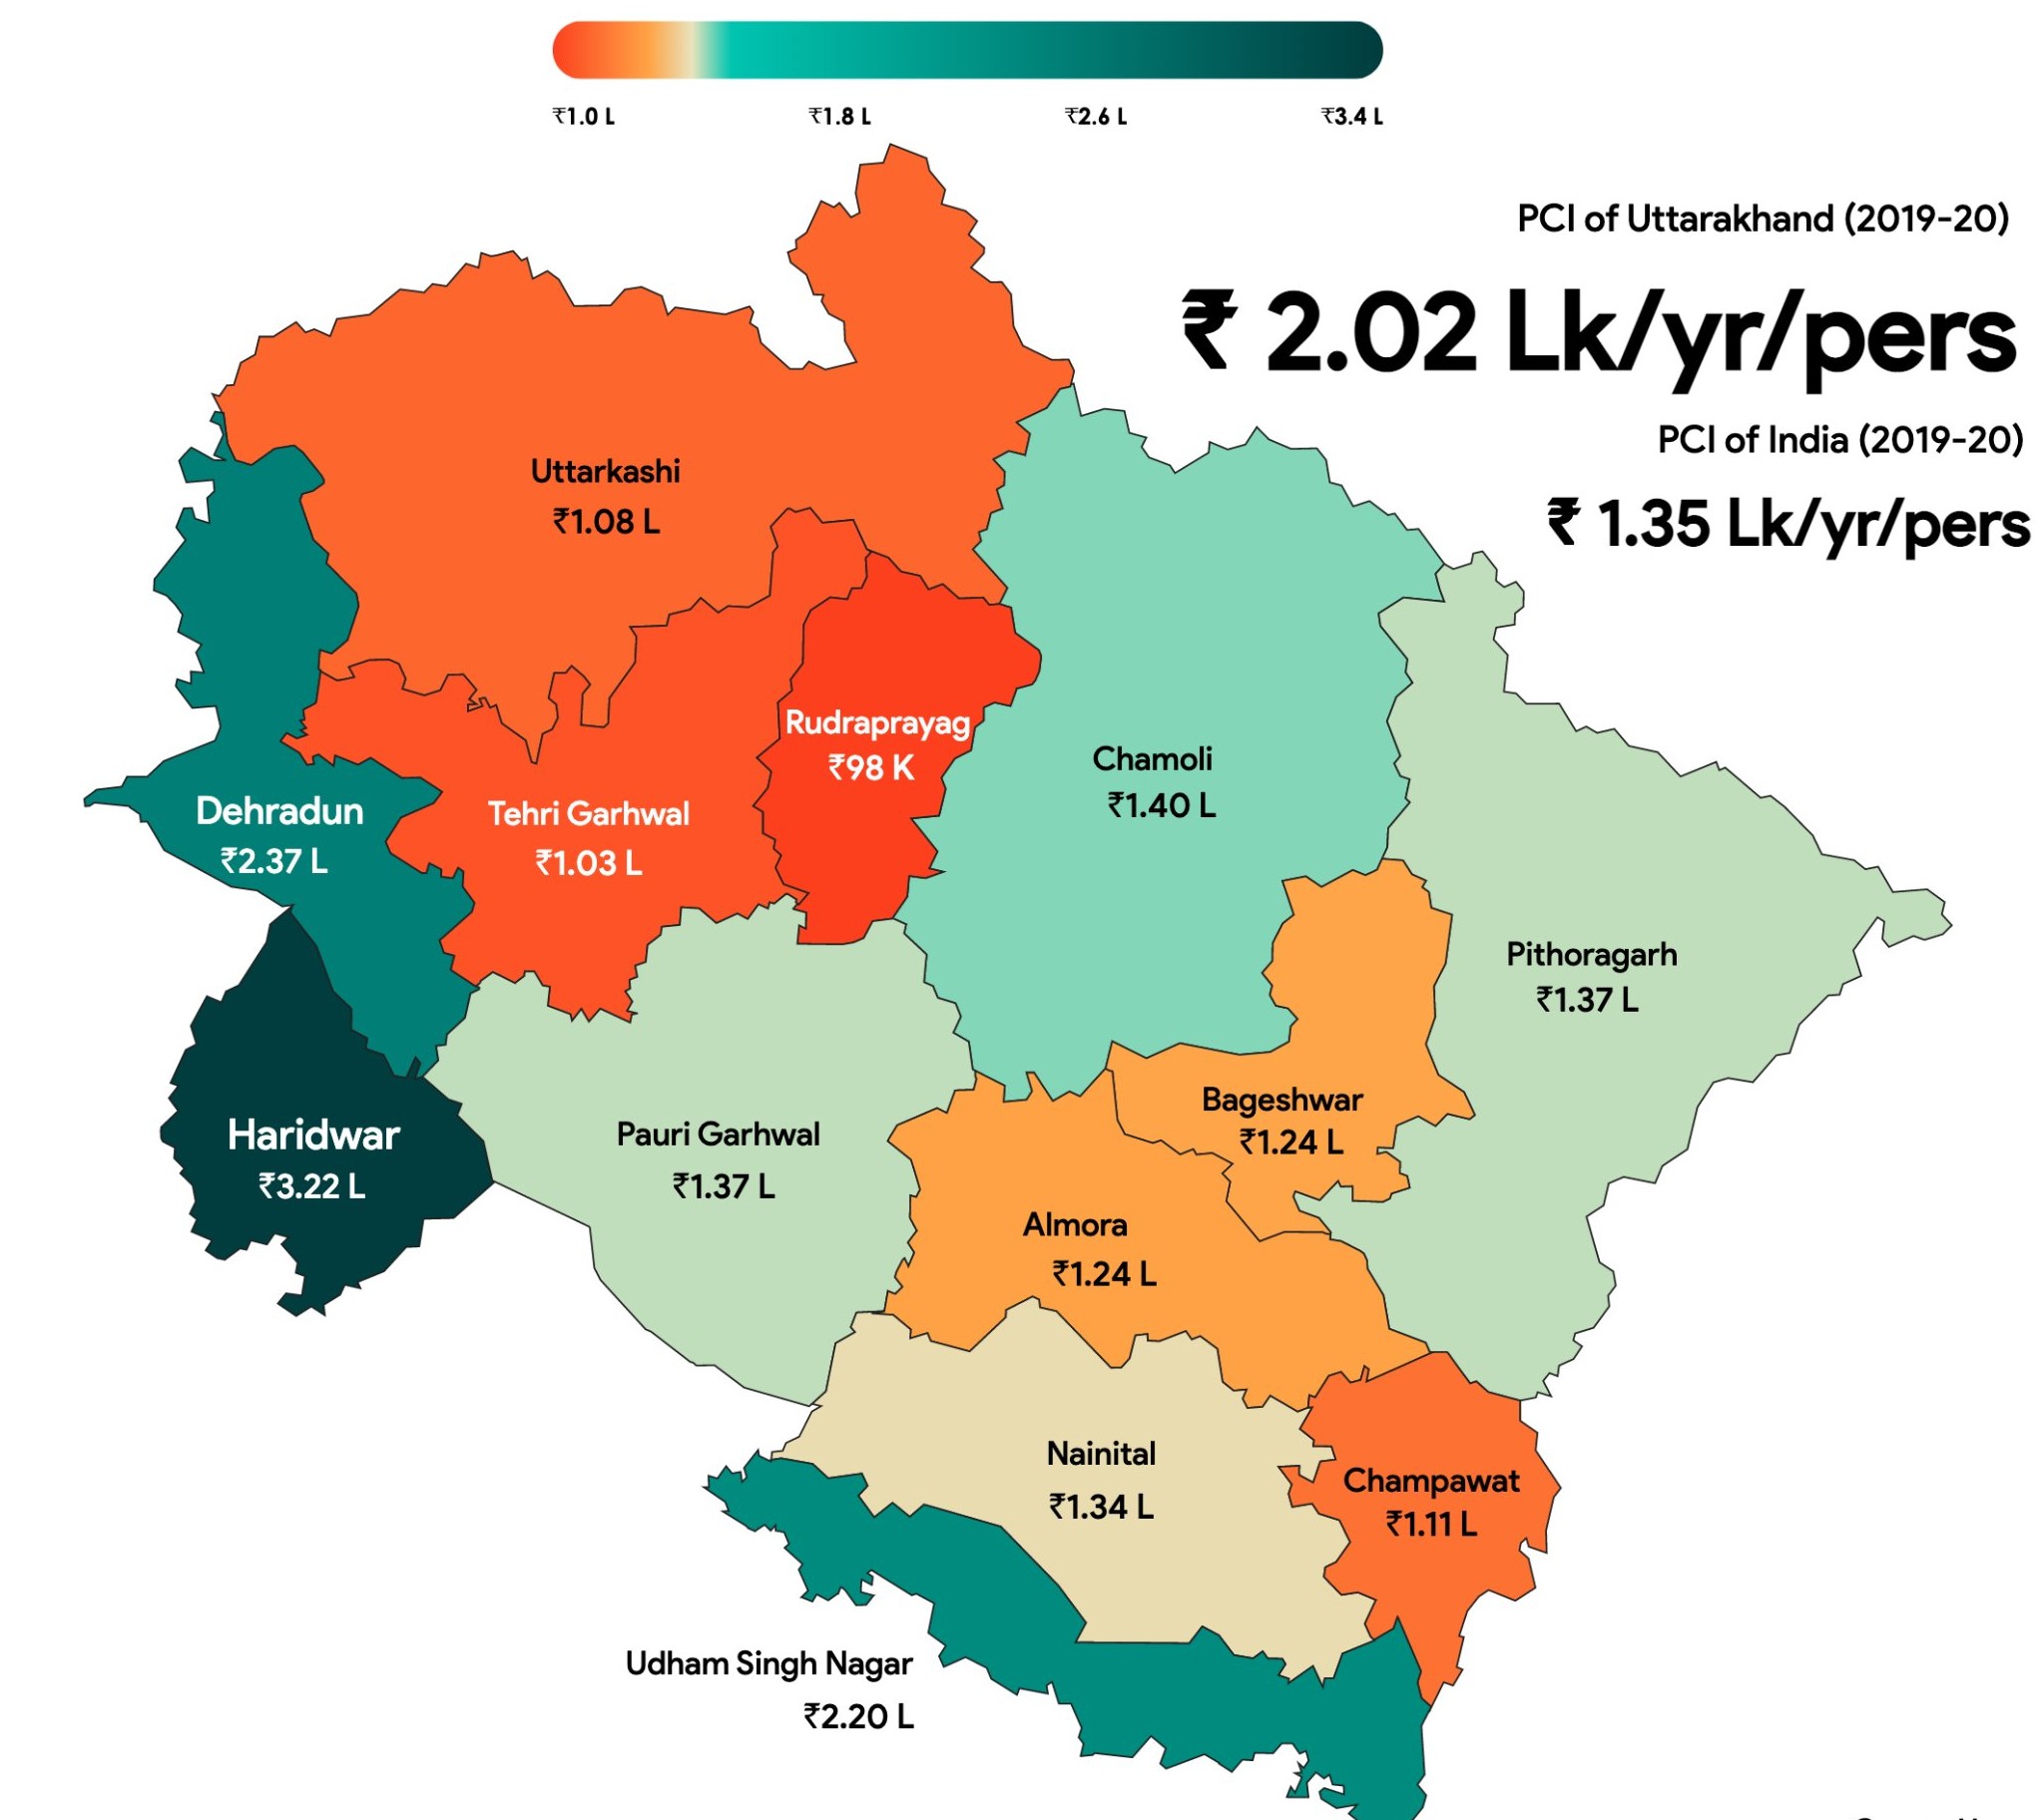 ₹1.0 L ₹1.8 L ₹2.6 L ₹3.4 L
PCI of Uttarakhand (2019-20)
₹ 2.02 Lk/yr/pers
PCI of India (2019-20)
₹ 1.35 Lk/yr/pers
Uttarkashi
₹1.08 L
Rudraprayag
₹98 K
Chamoli
₹1.40 L
Dehradun
₹2.37 L
Tehri Garhwal
₹1.03 L
Pithoragarh
₹1.37 L
Haridwar
₹3.22 L
Pauri Garhwal
₹1.37 L
Bageshwar
₹1.24 L
Almora
₹1.24 L
Nainital
₹1.34 L
Champawat
₹1.11 L
Udham Singh Nagar
₹2.20 L